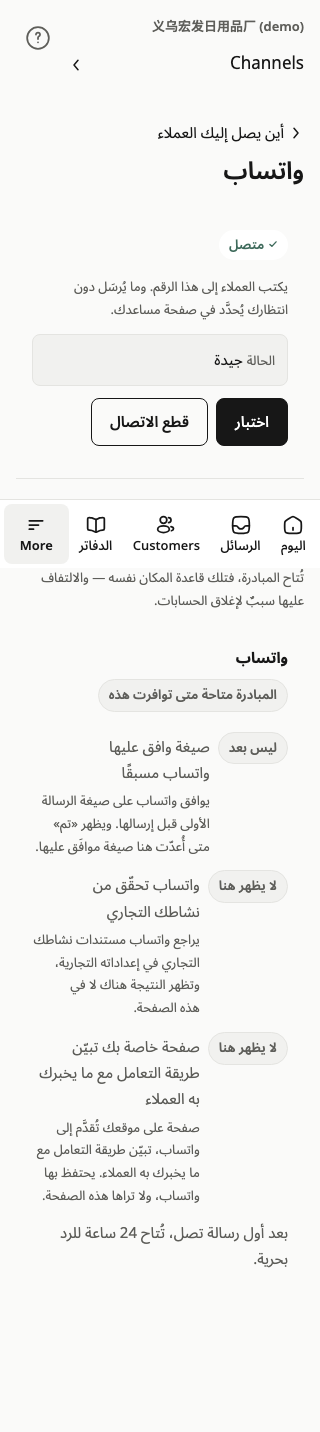 义乌宏发日用品厂 (demo)
Channels
أين يصل إليك العملاء
واتساب
متصل
يكتب العملاء إلى هذا الرقم. وما يُرسَل دون
انتظارك يُحدَّد في صفحة مساعدك.
الحالة جيدة
اختبار
قطع الاتصال
اليوم
الرسائل
Customers
الدفاتر
More
تُتاح المبادرة، فتلك قاعدة المكان نفسه — والالتفاف
عليها سببٌ لإغلاق الحسابات.
واتساب
المبادرة متاحة متى توافرت هذه
ليس بعد
صيغة وافق عليها
واتساب مسبقًا
يوافق واتساب على صيغة الرسالة
الأولى قبل إرسالها. ويظهر «تم»
متى أُعدّت هنا صيغة موافَق عليها.
لا يظهر هنا
واتساب تحقّق من
نشاطك التجاري
يراجع واتساب مستندات نشاطك
التجاري في إعداداته التجارية،
وتظهر النتيجة هناك لا في
هذه الصفحة.
لا يظهر هنا
صفحة خاصة بك تبيّن
طريقة التعامل مع ما يخبرك
به العملاء
صفحة على موقعك تُقدَّم إلى
واتساب، تبيّن طريقة التعامل مع
ما يخبرك به العملاء. يحتفظ بها
واتساب، ولا تراها هذه الصفحة.
بعد أول رسالة تصل، تُتاح 24 ساعة للرد
بحرية.